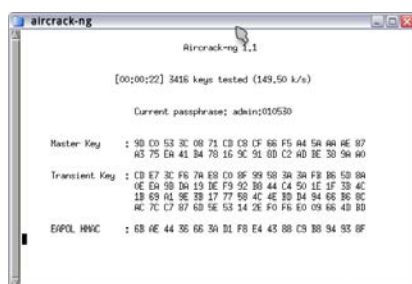 aircrack-ng
Aircrack-ng 1.1
[00:00:22] 3416 keys tested (149.50 k/s)
Current passphrase: admin:010530
Master Key : 9D C0 53 3C 08 71 CD C8 CF 66 F5 A4 5A AA AE 87
A3 75 EA 41 B4 78 16 9C 91 8D C2 AD BE 38 9A A0
Transient Key : CD E7 3C F6 7A E8 C0 8F 99 58 3A 3A FB B6 5D 8A
0E EA 9B DA 19 DE F9 92 B8 44 C4 50 1E 1F 3B 4C
1B 69 A1 9E 3B 17 77 58 4C 4E BD D4 94 66 B6 8C
AC 7C C7 87 6D 5E 53 14 2E F0 F6 E0 09 66 4D BD
EAPOL HMAC : 6B AE 44 36 66 3A D1 F8 E4 43 88 C9 B8 94 93 8F